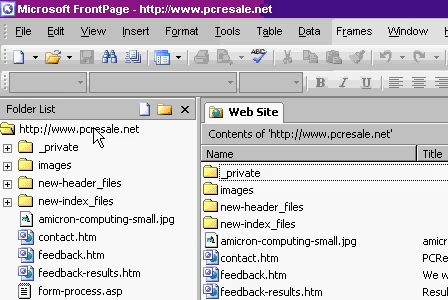 Microsoft FrontPage - http://www.pcresale.net
File Edit View Insert Format Tools Table Data Frames Window
ABC
B I U
Folder List
http://www.pcresale.net
_private
images
new-header_files
new-index_files
amicron-computing-small.jpg
contact.htm
feedback.htm
feedback-results.htm
form-process.asp
Web Site
Contents of 'http://www.pcresale.net'
Name Title
_private
images
new-header_files
new-index_files
amicron-computing-small.jpg amicr
contact.htm PCRe
feedback.htm We w
feedback-results.htm Resul